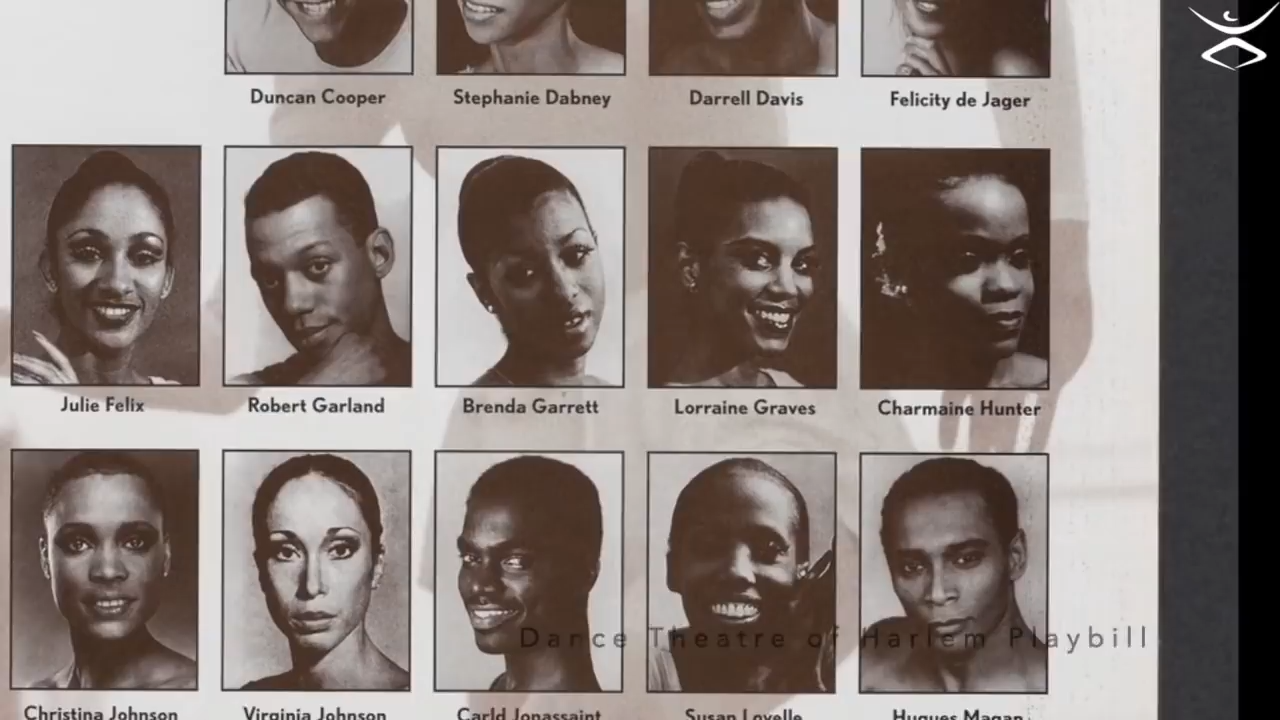 Duncan Cooper
Stephanie Dabney
Darrell Davis
Felicity de Jager
Julie Felix
Robert Garland
Brenda Garrett
Lorraine Graves
Charmaine Hunter
Dance Theatre of Harlem Playbill
Christina Johnson
Virginia Johnson
Carld Jonassaint
Susan Lovelle
Hugues Magan